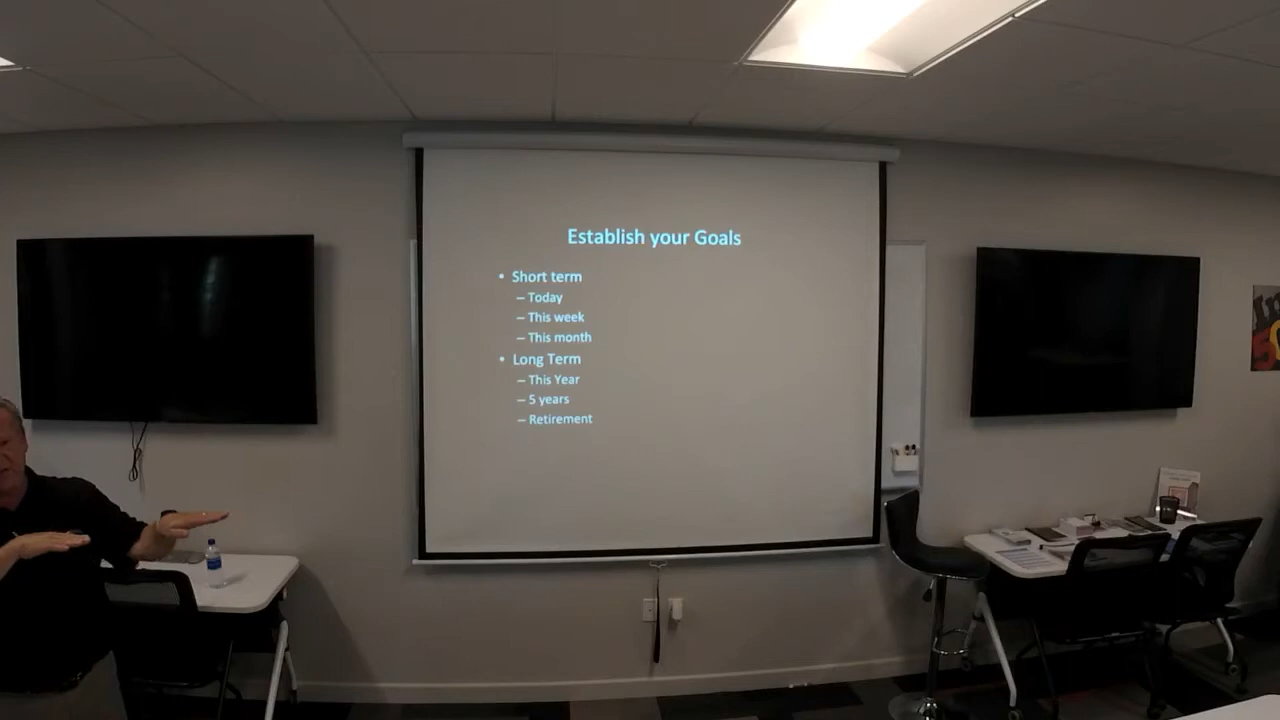 Establish your Goals
• Short term
– Today
– This week
– This month
• Long Term
– This Year
– 5 years
– Retirement